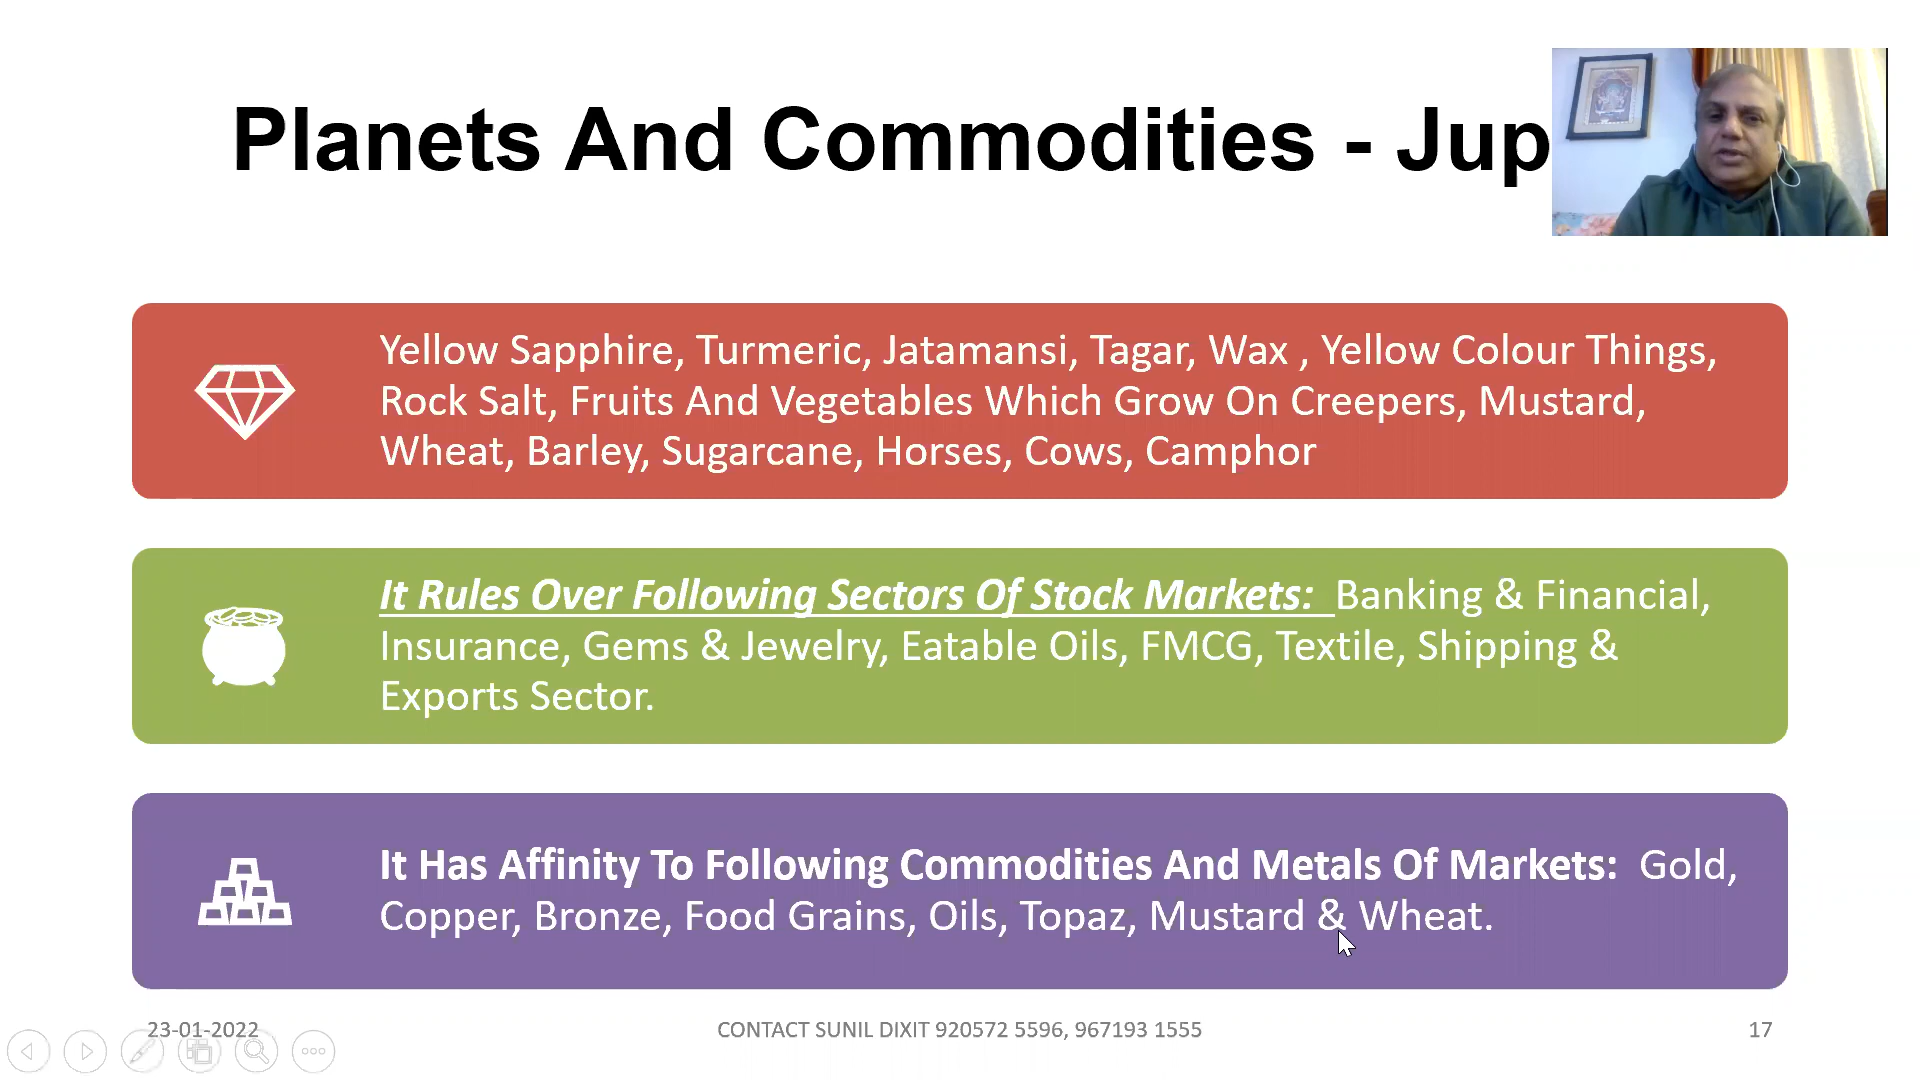 Planets And Commodities - Jup
Yellow Sapphire, Turmeric, Jatamansi, Tagar, Wax , Yellow Colour Things,
Rock Salt, Fruits And Vegetables Which Grow On Creepers, Mustard,
Wheat, Barley, Sugarcane, Horses, Cows, Camphor
It Rules Over Following Sectors Of Stock Markets: Banking & Financial,
Insurance, Gems & Jewelry, Eatable Oils, FMCG, Textile, Shipping &
Exports Sector.
It Has Affinity To Following Commodities And Metals Of Markets: Gold,
Copper, Bronze, Food Grains, Oils, Topaz, Mustard & Wheat.
23-01-2022 CONTACT SUNIL DIXIT 920572 5596, 967193 1555 17